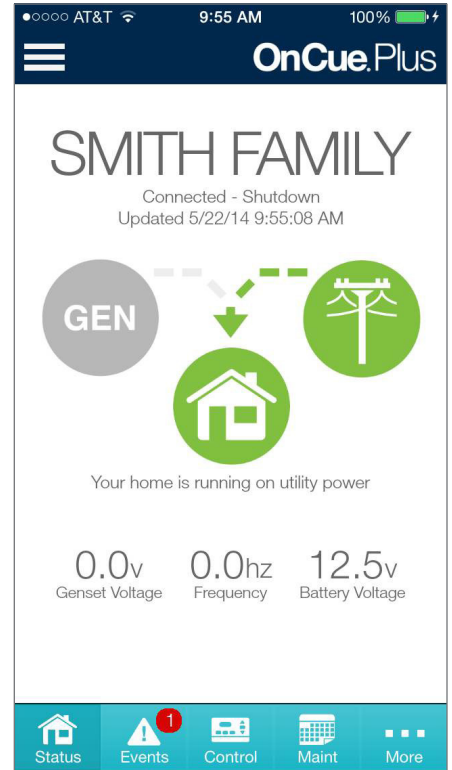 AT&T 9:55 AM 100%
OnCue.Plus
SMITH FAMILY
Connected - Shutdown
Updated 5/22/14 9:55:08 AM
GEN
Your home is running on utility power
0.0v 0.0hz 12.5v
Genset Voltage Frequency Battery Voltage
1
Status Events Control Maint More